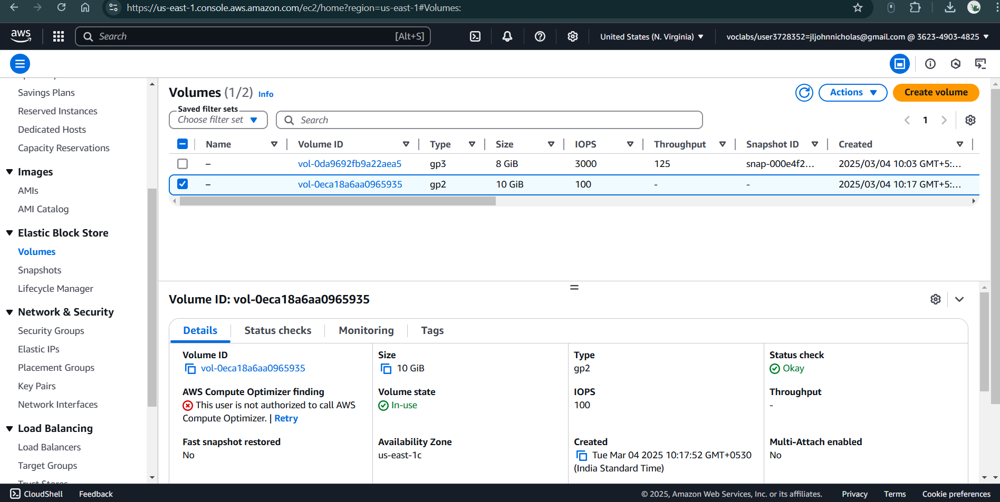 https://us-east-1.console.aws.amazon.com/ec2/home?region=us-east-1#Volumes:
aws
Search
[Alt+S]
United States (N. Virginia)
voclabs/user3728352=jljohnnicholas@gmail.com @ 3623-4903-4825
Savings Plans
Reserved Instances
Dedicated Hosts
Capacity Reservations
Images
AMIs
AMI Catalog
Elastic Block Store
Volumes
Snapshots
Lifecycle Manager
Network & Security
Security Groups
Elastic IPs
Placement Groups
Key Pairs
Network Interfaces
Load Balancing
Load Balancers
Target Groups
Trust Stores
Volumes (1/2) Info
Actions
Create volume
Saved filter sets
Choose filter set
Search
1
Name Volume ID Type Size IOPS Throughput Snapshot ID Created
– vol-0da9692fb9a22aea5 gp3 8 GiB 3000 125 snap-000e4f2... 2025/03/04 10:03 GMT+5:...
– vol-0eca18a6aa0965935 gp2 10 GiB 100 - - 2025/03/04 10:17 GMT+5:...
Volume ID: vol-0eca18a6aa0965935
Details Status checks Monitoring Tags
Volume ID
vol-0eca18a6aa0965935
Size
10 GiB
Type
gp2
Status check
Okay
AWS Compute Optimizer finding
This user is not authorized to call AWS
Compute Optimizer. | Retry
Volume state
In-use
IOPS
100
Throughput
-
Fast snapshot restored
No
Availability Zone
us-east-1c
Created
Tue Mar 04 2025 10:17:52 GMT+0530
(India Standard Time)
Multi-Attach enabled
No
CloudShell
Feedback
© 2025, Amazon Web Services, Inc. or its affiliates.
Privacy
Terms
Cookie preferences